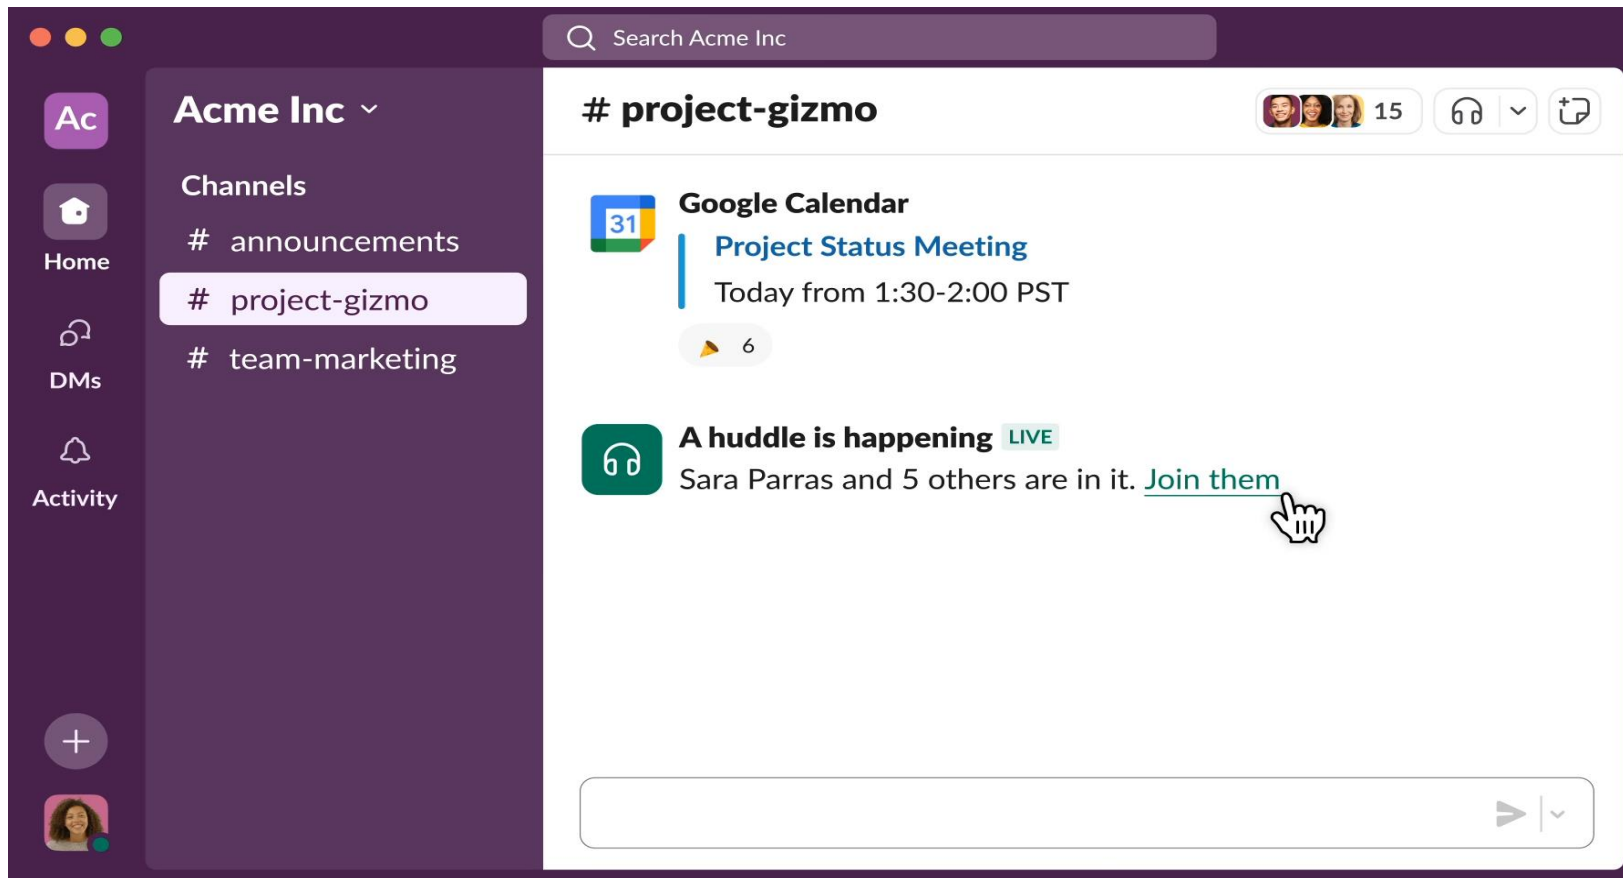 Search Acme Inc
Ac
Home
DMs
Activity
Acme Inc
Channels
# announcements
# project-gizmo
# team-marketing
# project-gizmo
15
31
Google Calendar
Project Status Meeting
Today from 1:30-2:00 PST
6
A huddle is happening LIVE
Sara Parras and 5 others are in it. Join them